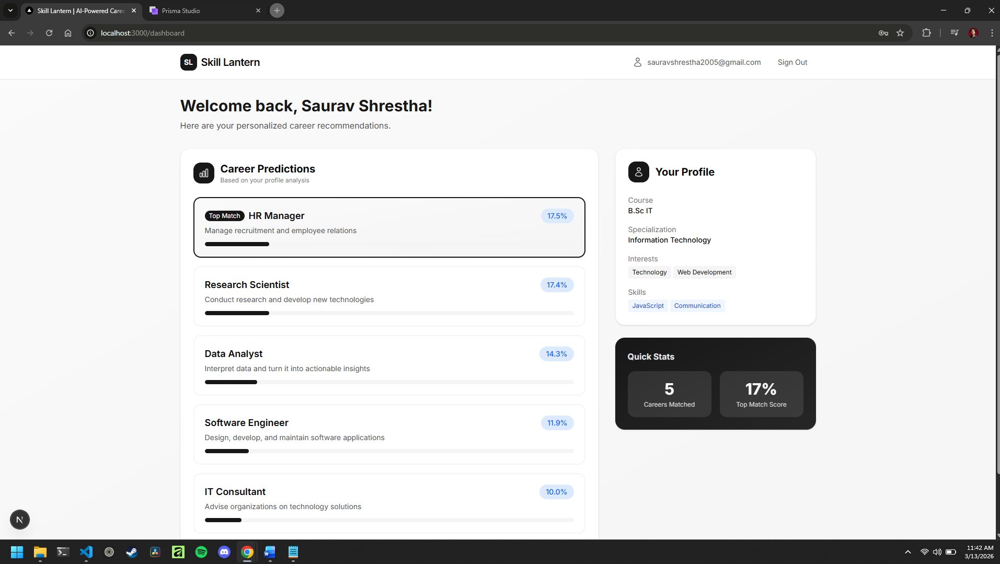 Skill Lantern | AI-Powered Caree
Prisma Studio
localhost:3000/dashboard
SL Skill Lantern
sauravshrestha2005@gmail.com
Sign Out
Welcome back, Saurav Shrestha!
Here are your personalized career recommendations.
Career Predictions
Based on your profile analysis
Top Match HR Manager
17.5%
Manage recruitment and employee relations
Research Scientist
17.4%
Conduct research and develop new technologies
Data Analyst
14.3%
Interpret data and turn it into actionable insights
Software Engineer
11.9%
Design, develop, and maintain software applications
IT Consultant
10.0%
Advise organizations on technology solutions
Your Profile
Course
B.Sc IT
Specialization
Information Technology
Interests
Technology Web Development
Skills
JavaScript Communication
Quick Stats
5
Careers Matched
17%
Top Match Score
N
11:42 AM
3/13/2026